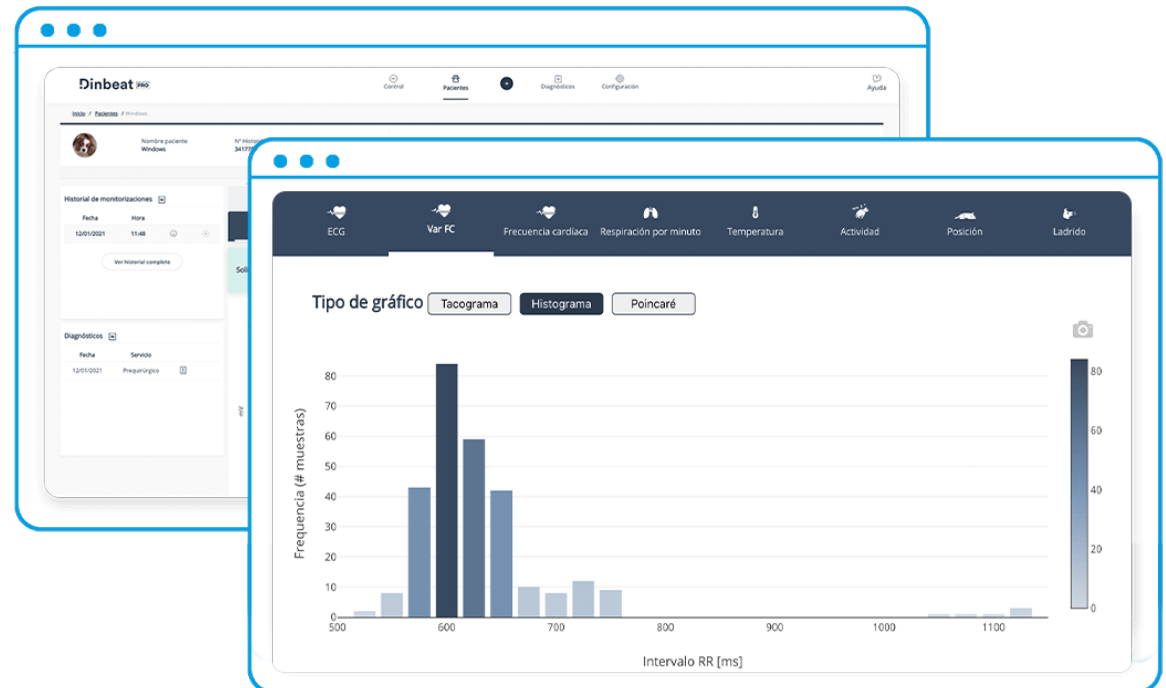 Dinbeat PRO
Control
Pacientes
Diagnósticos
Configuración
Ayuda
Inicio / Pacientes / Windows
Nombre paciente
Windows
Historial de monitorizaciones
Fecha Hora
12/01/2021 11:48
Ver historial completo
Diagnósticos
Fecha Servicio
12/01/2021 Prequirúrgico
mV
ECG
Var FC
Frecuencia cardíaca
Respiración por minuto
Temperatura
Actividad
Posición
Ladrido
Tipo de gráfico Tacograma Histograma Poincaré
Frequencia (# muestras)
80
70
60
50
40
30
20
10
0
500 600 700 800 900 1000 1100
Intervalo RR [ms]
80
60
40
20
0